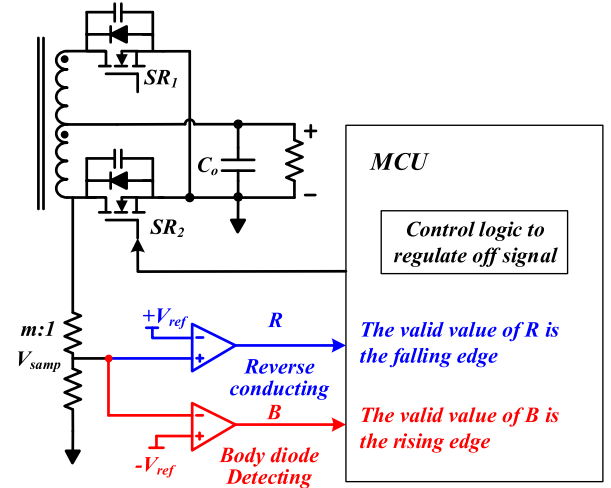 SR1
+
Co
−
SR2
MCU
Control logic to
regulate off signal
m:1
Vsamp
+Vref
R
−
+
Reverse
conducting
The valid value of R is
the falling edge
B
−
+
-Vref
Body diode
Detecting
The valid value of B is
the rising edge